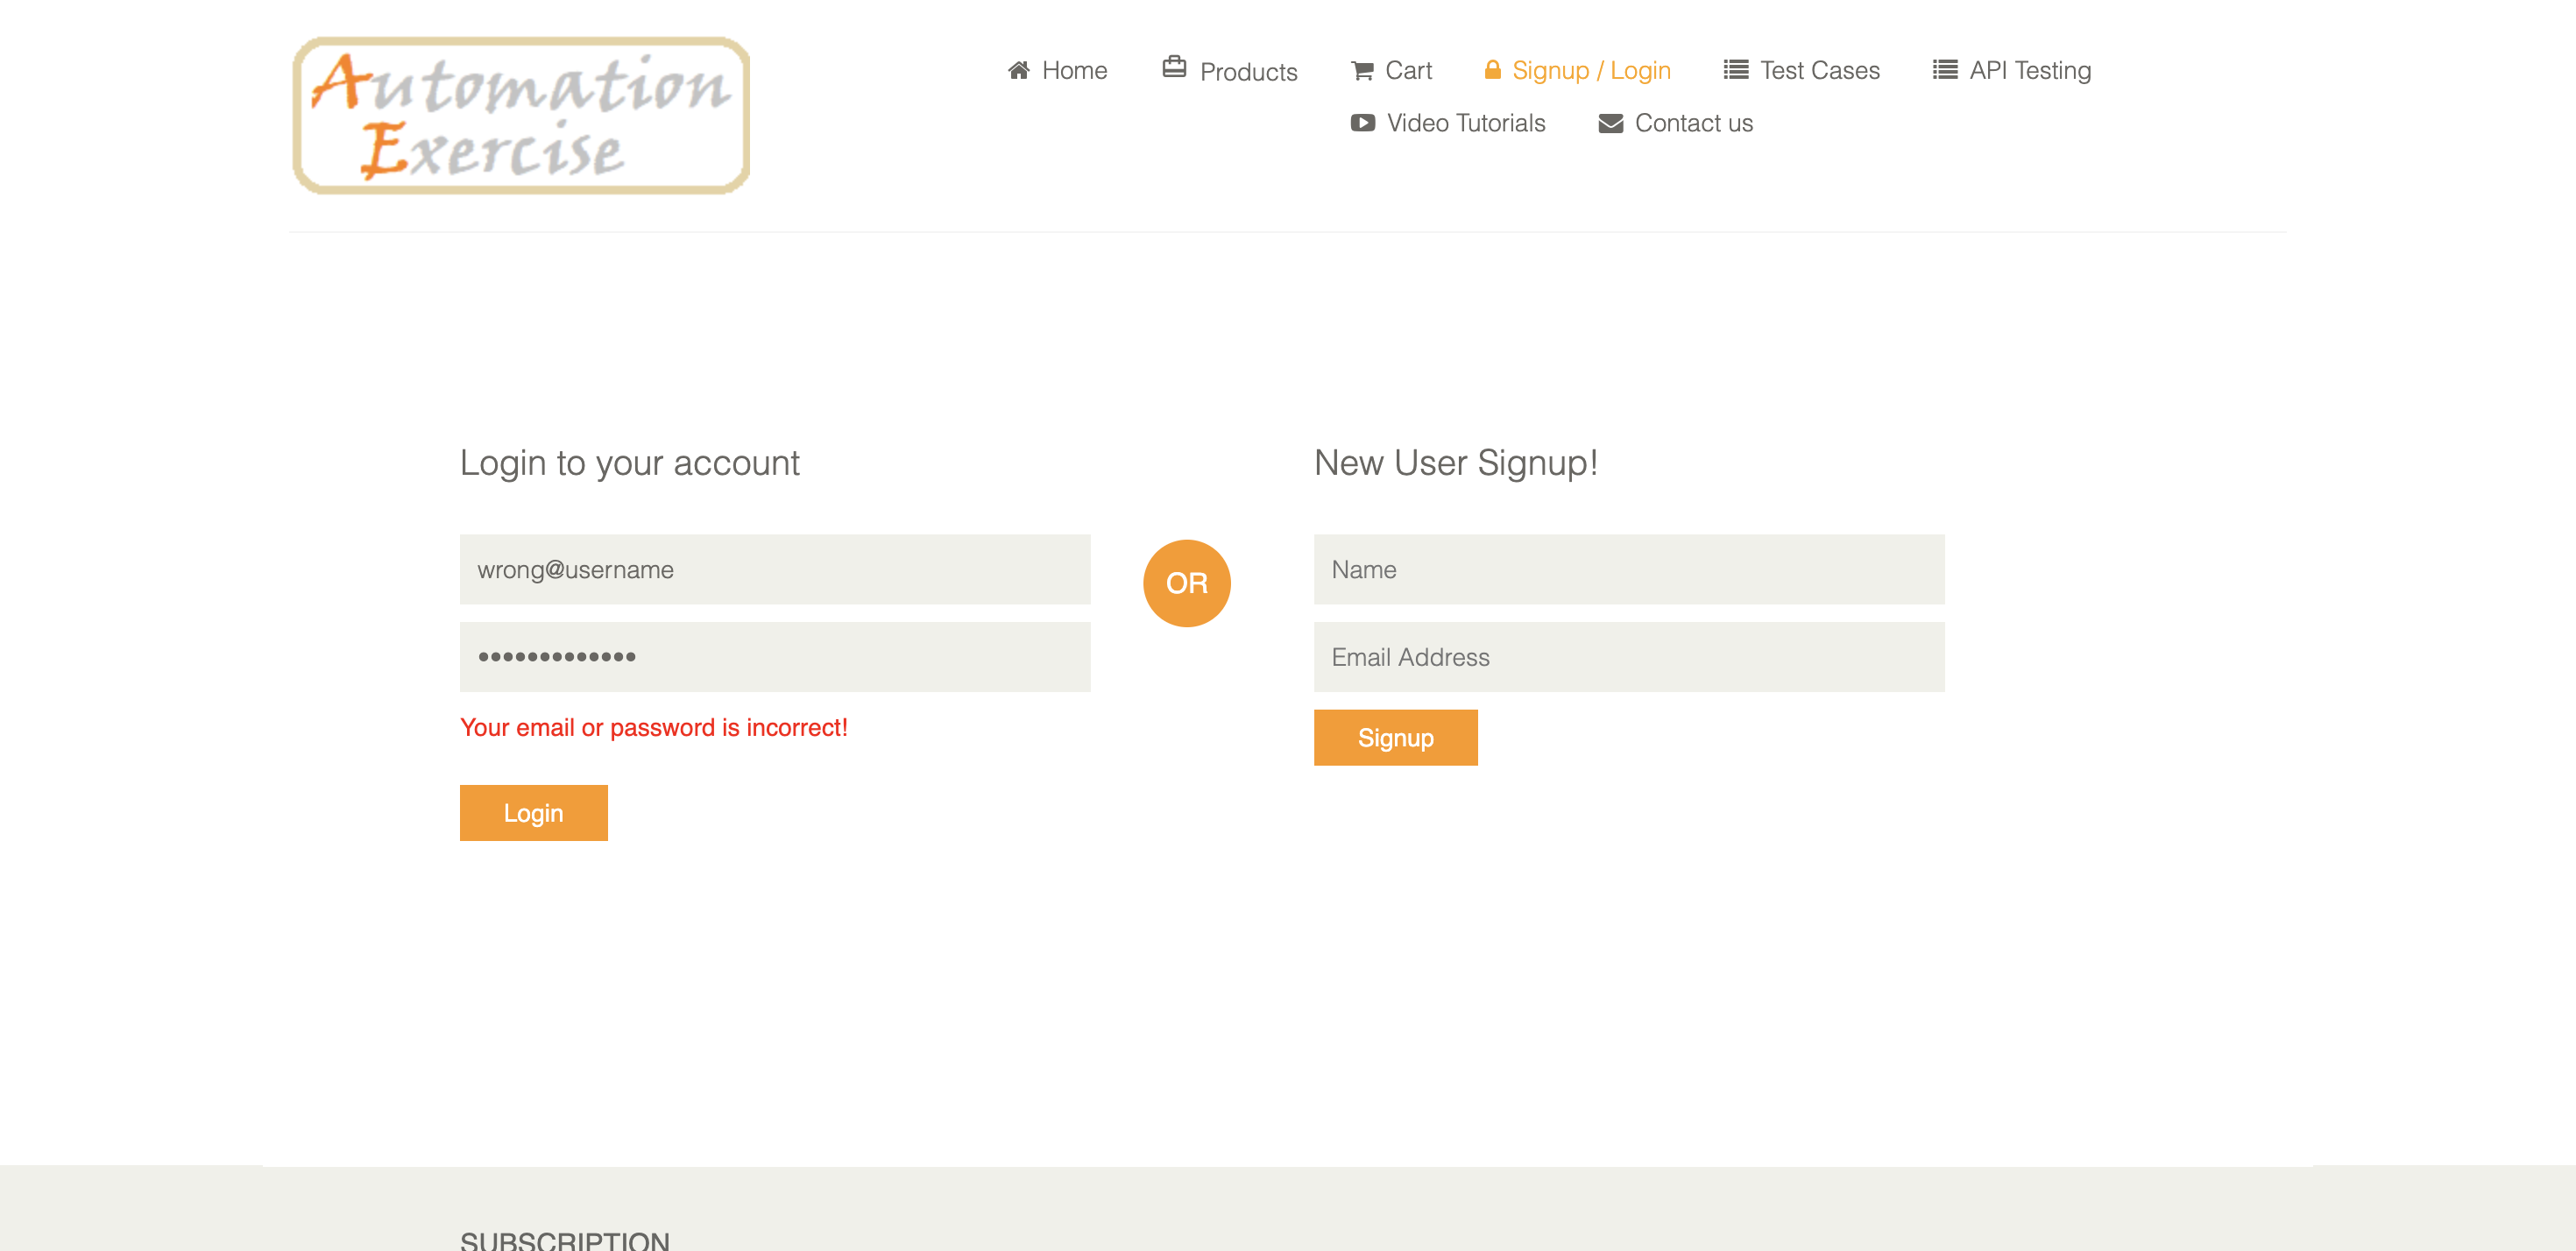 Automation
Exercise
Home Products Cart Signup / Login Test Cases API Testing
Video Tutorials Contact us
Login to your account
wrong@username
•••••••••••••
Your email or password is incorrect!
Login
OR
New User Signup!
Name
Email Address
Signup
SUBSCRIPTION